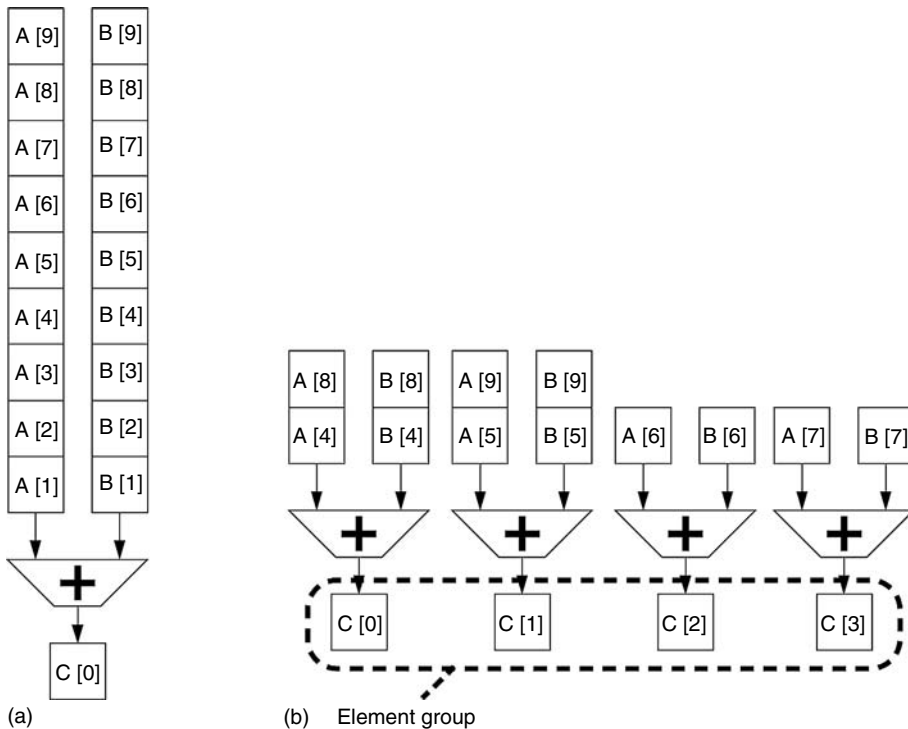 A [9] B [9]
A [8] B [8]
A [7] B [7]
A [6] B [6]
A [5] B [5]
A [4] B [4]
A [3] B [3]
A [2] B [2]
A [1] B [1]
+
C [0]
(a)
A [8] B [8] A [9] B [9]
A [4] B [4] A [5] B [5] A [6] B [6] A [7] B [7]
+ + + +
C [0] C [1] C [2] C [3]
(b) Element group